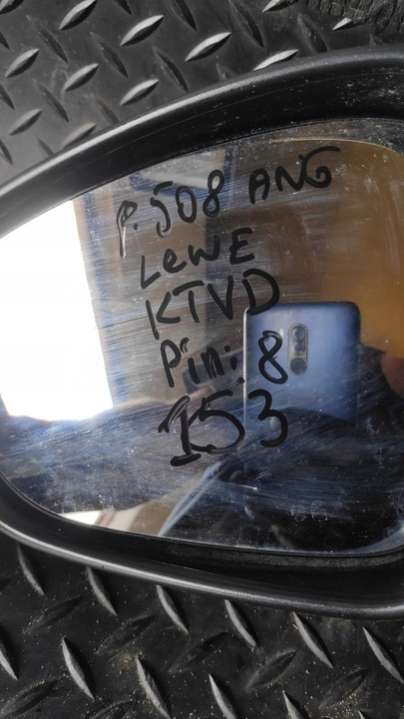 P. 508 ANG
LEWE
KTVD
Pin: 8
153